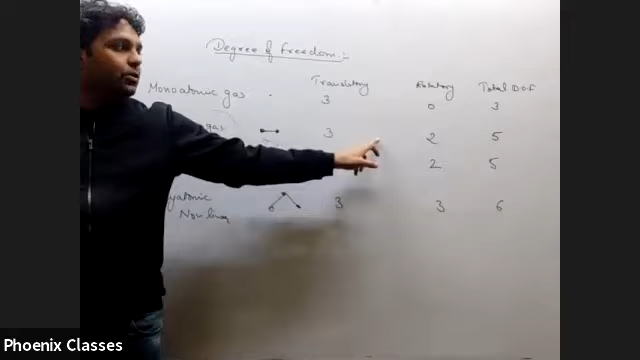 Degree of freedom:-
Translatory Rotatory Total D.O.F
Monoatomic gas . 3 0 3
gas 3 2 5
2 5
yatomic 3 3 6
Non linear
Phoenix Classes